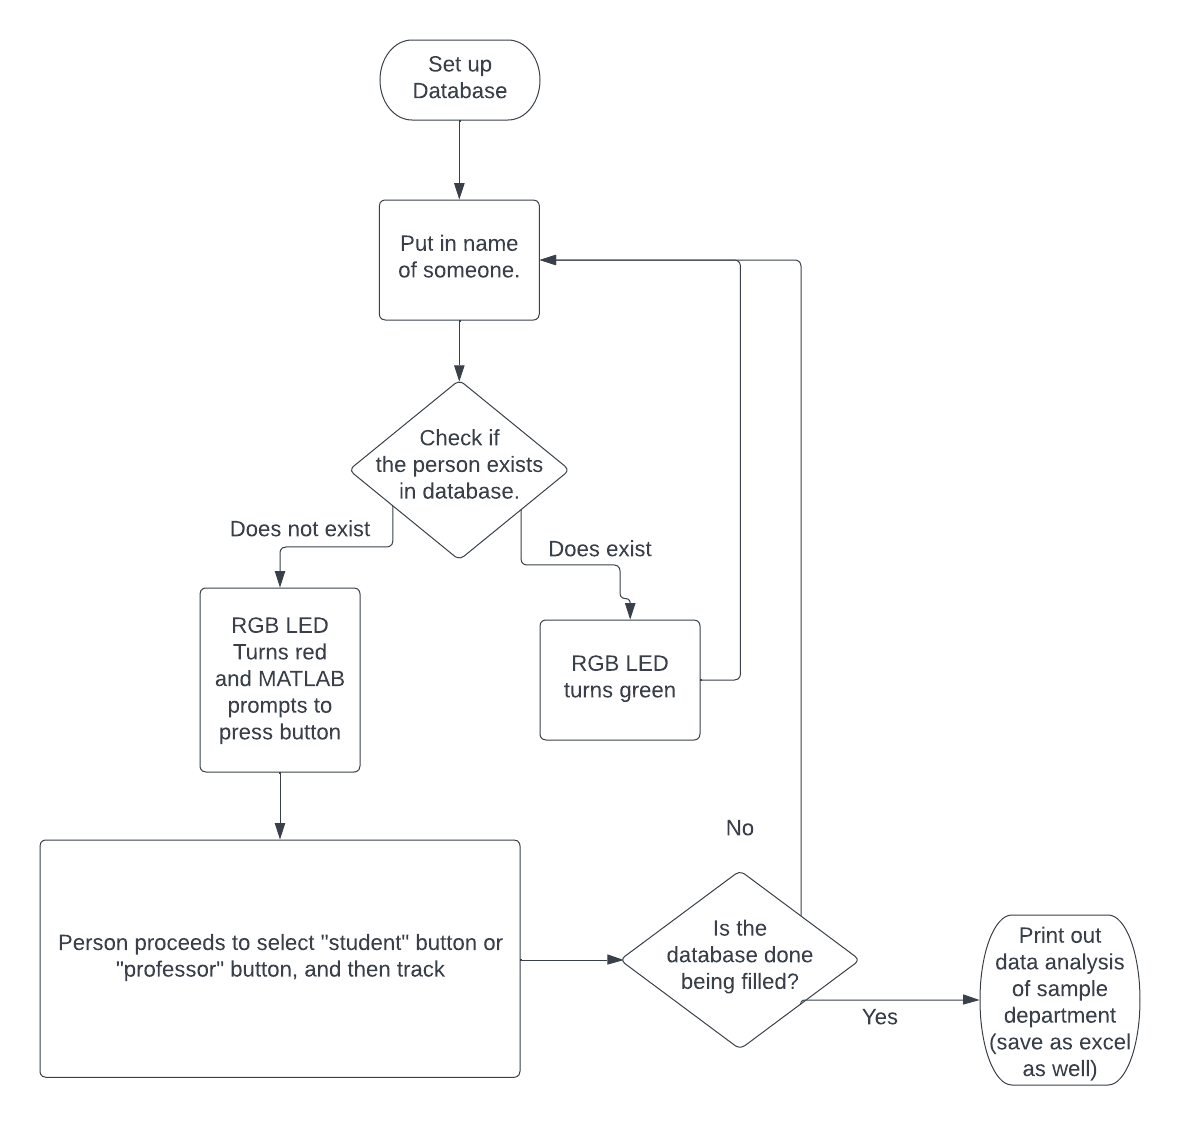 Set up
Database
Put in name
of someone.
Check if
the person exists
in database.
Does not exist
Does exist
RGB LED
Turns red
and MATLAB
prompts to
press button
RGB LED
turns green
No
Person proceeds to select "student" button or
"professor" button, and then track
Is the
database done
being filled?
Yes
Print out
data analysis
of sample
department
(save as excel
as well)